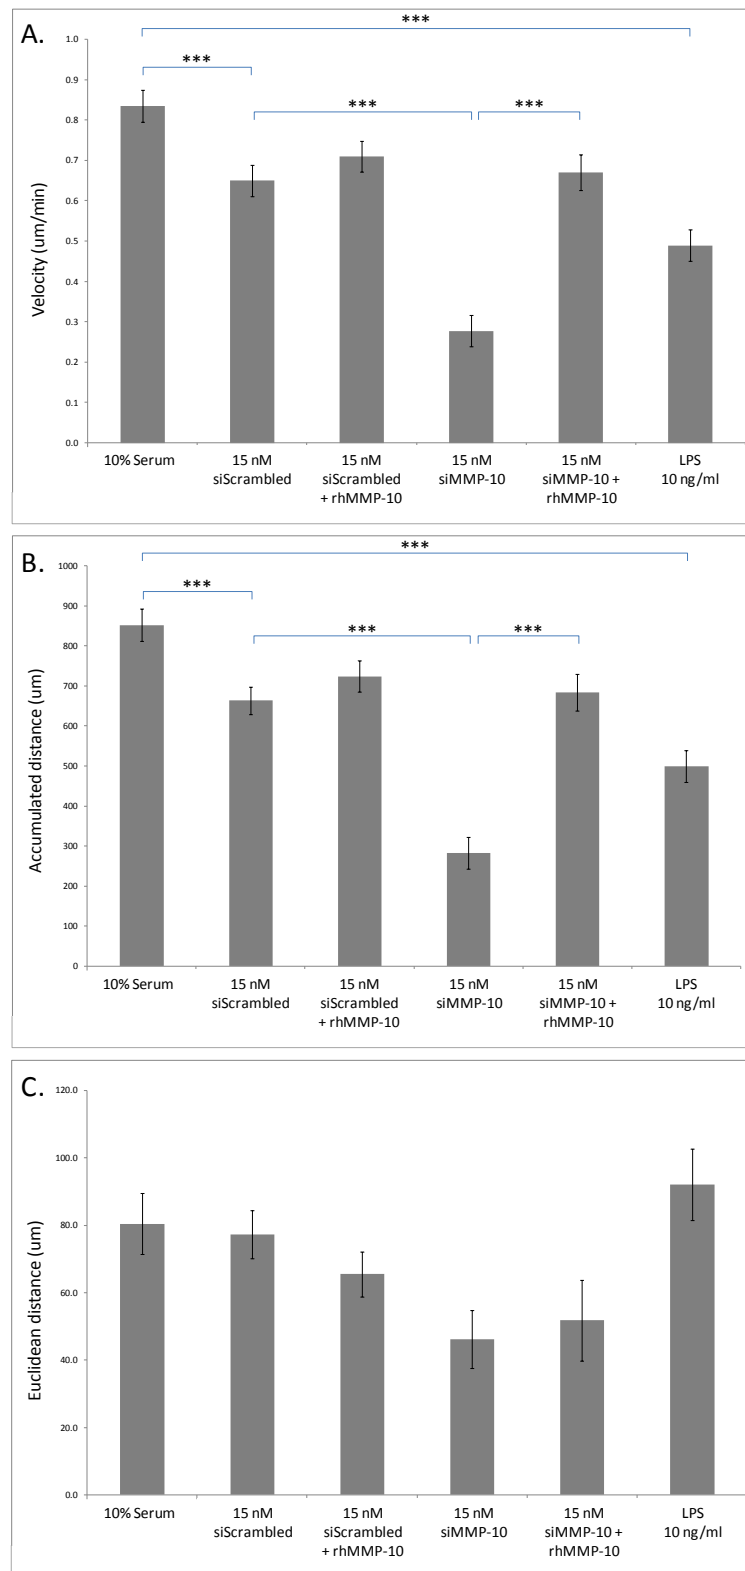 A.
***
***
*** ***
Velocity (um/min)
1.0
0.9
0.8
0.7
0.6
0.5
0.4
0.3
0.2
0.1
0.0
10% Serum 15 nM 15 nM 15 nM 15 nM LPS
siScrambled siScrambled siMMP-10 siMMP-10 + 10 ng/ml
+ rhMMP-10 rhMMP-10
B.
***
***
*** ***
Accumulated distance (um)
1000
900
800
700
600
500
400
300
200
100
0
10% Serum 15 nM 15 nM 15 nM 15 nM LPS
siScrambled siScrambled siMMP-10 siMMP-10 + 10 ng/ml
+ rhMMP-10 rhMMP-10
C.
Euclidean distance (um)
120.0
100.0
80.0
60.0
40.0
20.0
0.0
10% Serum 15 nM 15 nM 15 nM 15 nM LPS
siScrambled siScrambled siMMP-10 siMMP-10 + 10 ng/ml
+ rhMMP-10 rhMMP-10